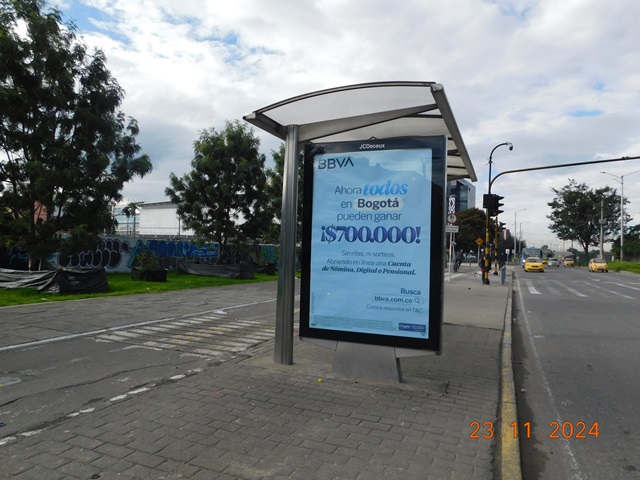 JCDecaux
BBVA
Ahora todos
en Bogotá
pueden ganar
¡$700.000!
Sin rifas, ni sorteos.
Abriendo en línea una Cuenta
de Nómina, Digital o Pensional.
Busca
bbva.com.co
23 11 2024